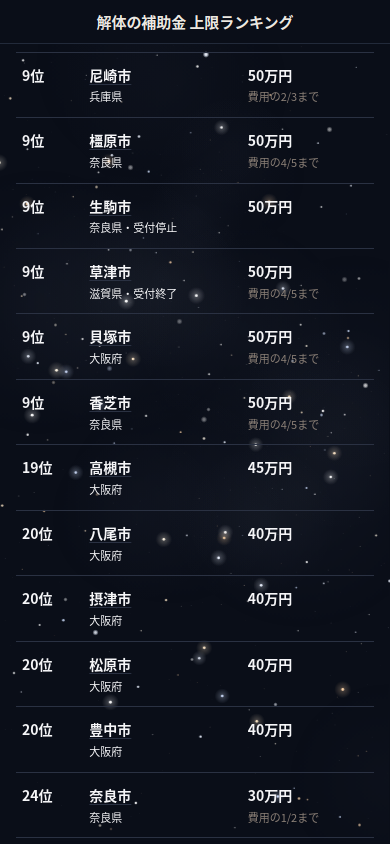 解体の補助金 上限ランキング
9位 尼崎市 50万円
兵庫県 費用の2/3まで
9位 橿原市 50万円
奈良県 費用の4/5まで
9位 生駒市 50万円
奈良県・受付停止
9位 草津市 50万円
滋賀県・受付終了 費用の4/5まで
9位 貝塚市 50万円
大阪府 費用の4/5まで
9位 香芝市 50万円
奈良県 費用の4/5まで
19位 高槻市 45万円
大阪府
20位 八尾市 40万円
大阪府
20位 摂津市 40万円
大阪府
20位 松原市 40万円
大阪府
20位 豊中市 40万円
大阪府
24位 奈良市 30万円
奈良県 費用の1/2まで